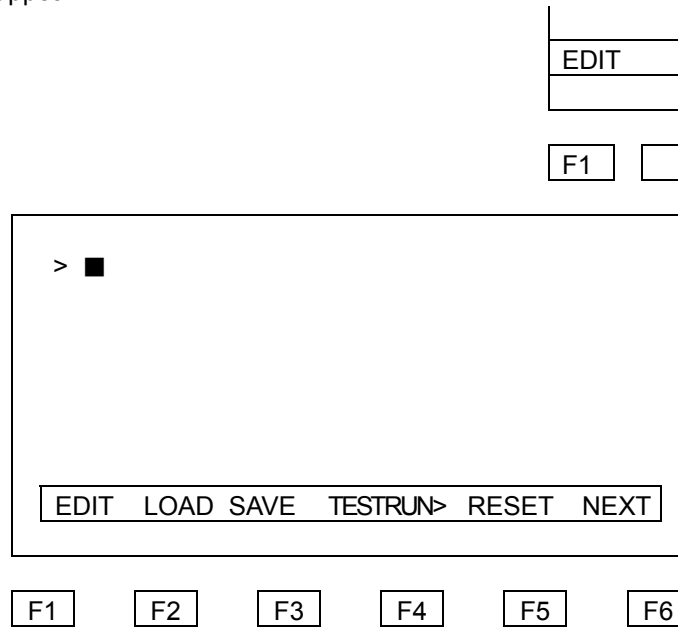 EDIT
F1
> ■
EDIT LOAD SAVE TESTRUN> RESET NEXT
F1 F2 F3 F4 F5 F6